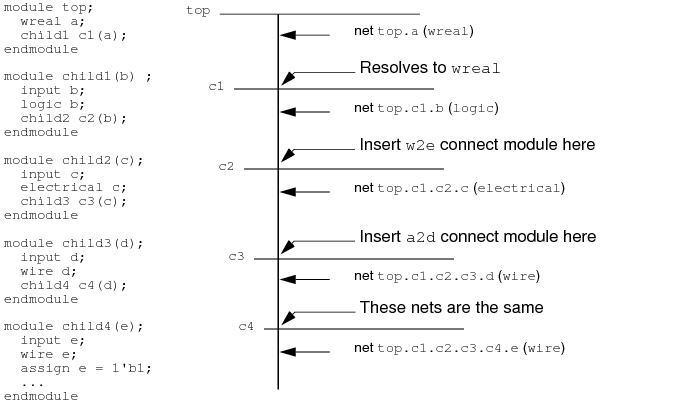 module top;
wreal a;
child1 c1(a);
endmodule
module child1(b) ;
input b;
logic b;
child2 c2(b);
endmodule
module child2(c);
input c;
electrical c;
child3 c3(c);
endmodule
module child3(d);
input d;
wire d;
child4 c4(d);
endmodule
module child4(e);
input e;
wire e;
assign e = 1'b1;
...
endmodule
top
net top.a (wreal)
Resolves to wreal
c1
net top.c1.b (logic)
Insert w2e connect module here
c2
net top.c1.c2.c (electrical)
Insert a2d connect module here
c3
net top.c1.c2.c3.d (wire)
These nets are the same
c4
net top.c1.c2.c3.c4.e (wire)